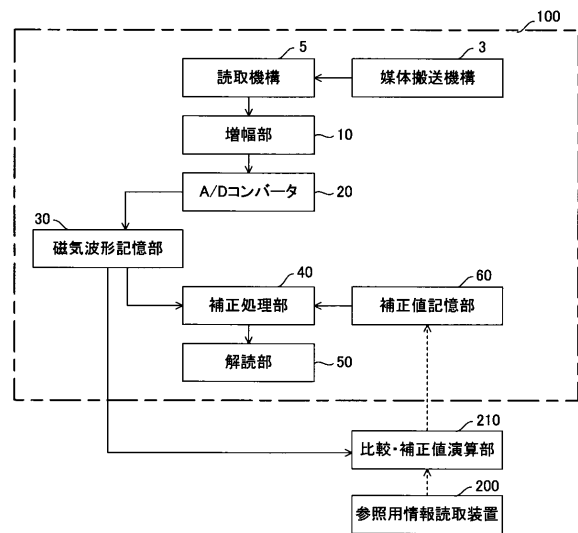 100
5
3
読取機構
媒体搬送機構
増幅部
10
A/Dコンバータ
20
30
磁気波形記憶部
40
60
補正処理部
補正値記憶部
解読部
50
210
比較・補正値演算部
200
参照用情報読取装置